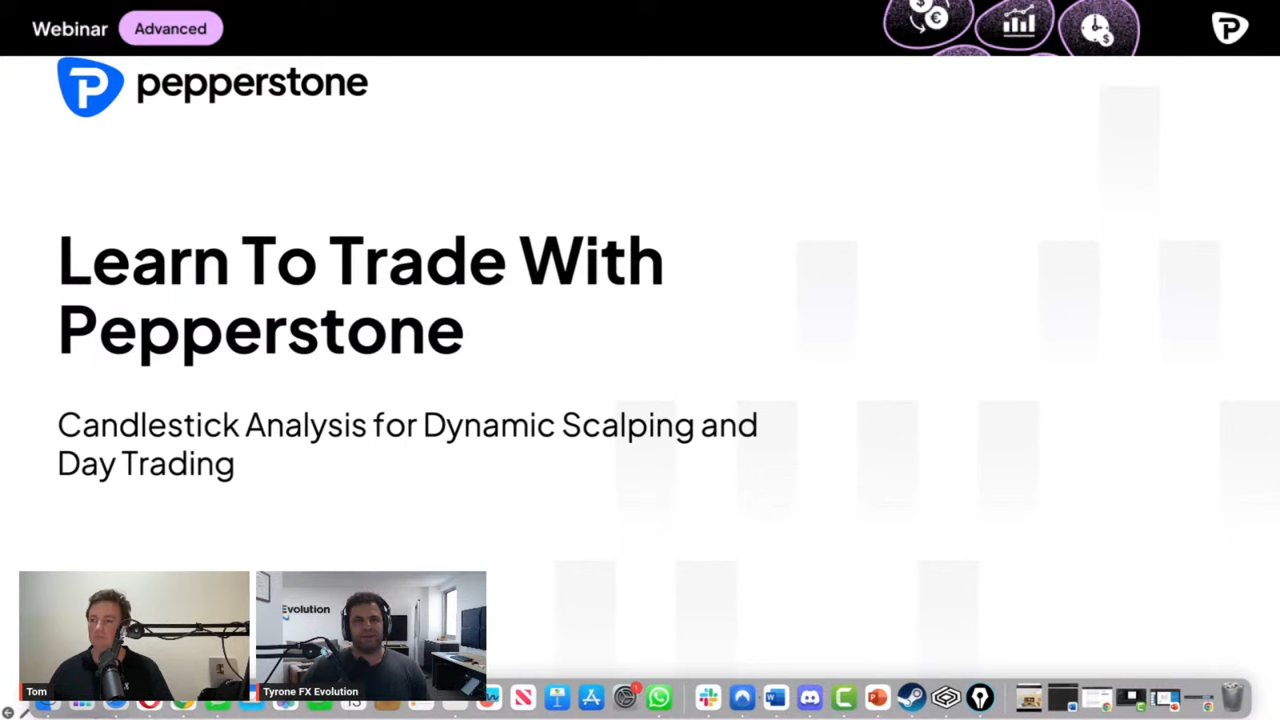 Webinar
Advanced
pepperstone
Learn To Trade With
Pepperstone
Candlestick Analysis for Dynamic Scalping and
Day Trading
Evolution
Tom
Tyrone FX Evolution